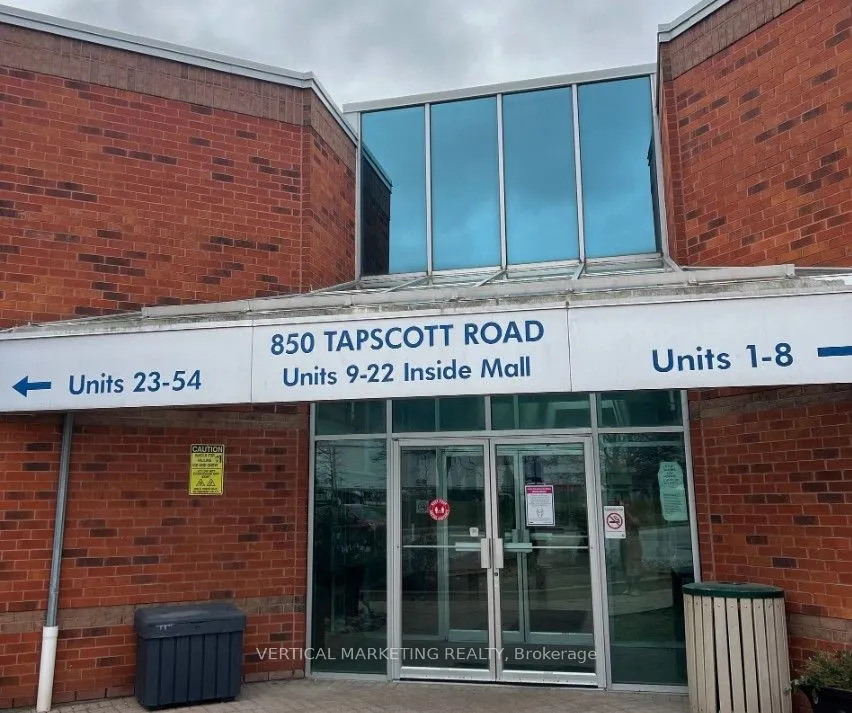 850 TAPSCOTT ROAD
Units 9-22 Inside Mall
Units 23-54
Units 1-8
CAUTION
VERTICAL MARKETING REALTY, Brokerage